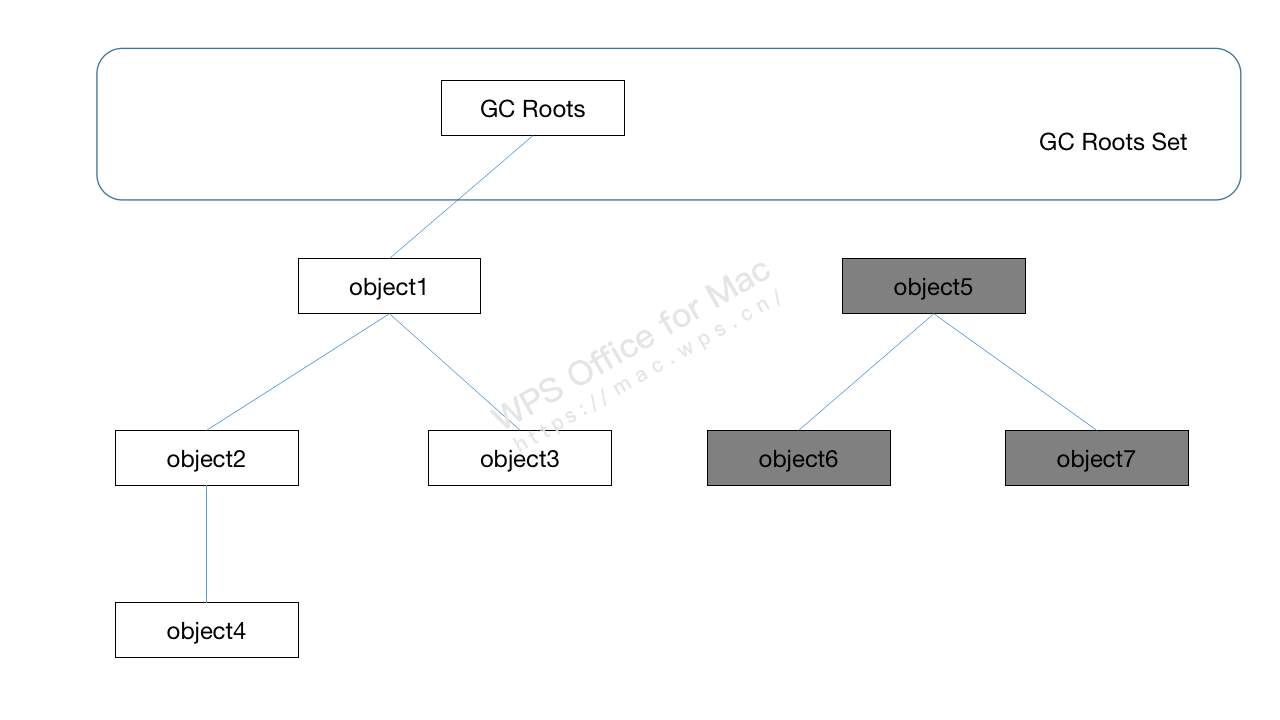 GC Roots
GC Roots Set
object1
object5
WPS Office for Mac
https://mac.wps.cn/
object2
object3
object6
object7
object4